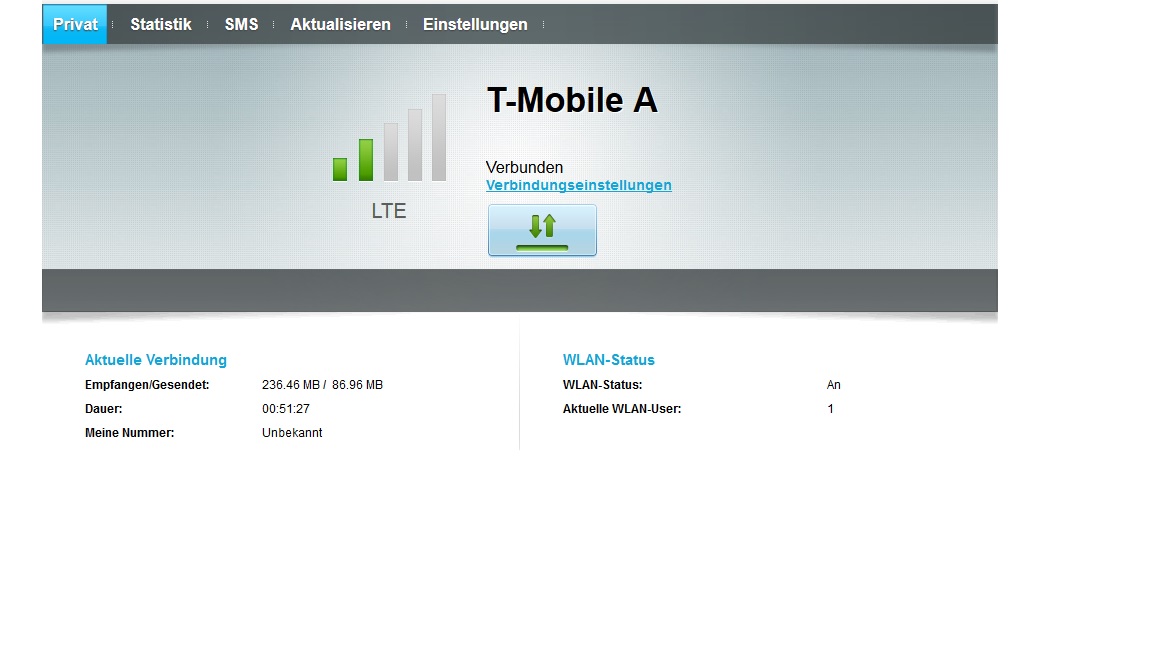 Privat Statistik SMS Aktualisieren Einstellungen
T-Mobile A
Verbunden
Verbindungseinstellungen
LTE
Aktuelle Verbindung
Empfangen/Gesendet: 236.46 MB / 86.96 MB
Dauer: 00:51:27
Meine Nummer: Unbekannt
WLAN-Status
WLAN-Status: An
Aktuelle WLAN-User: 1